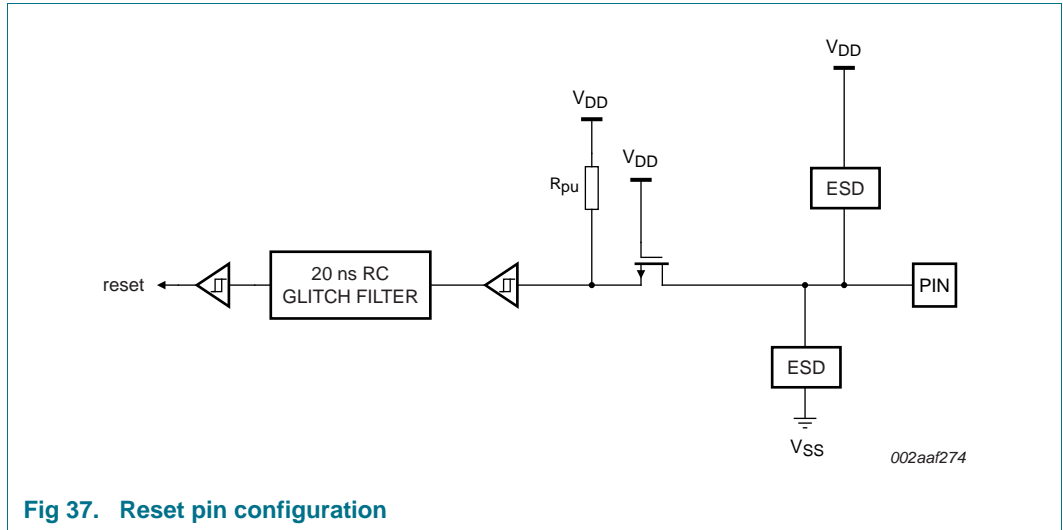 VDD
VDD
VDD
Rpu
ESD
reset
20 ns RC
GLITCH FILTER
PIN
ESD
VSS
002aaf274
Fig 37. Reset pin configuration